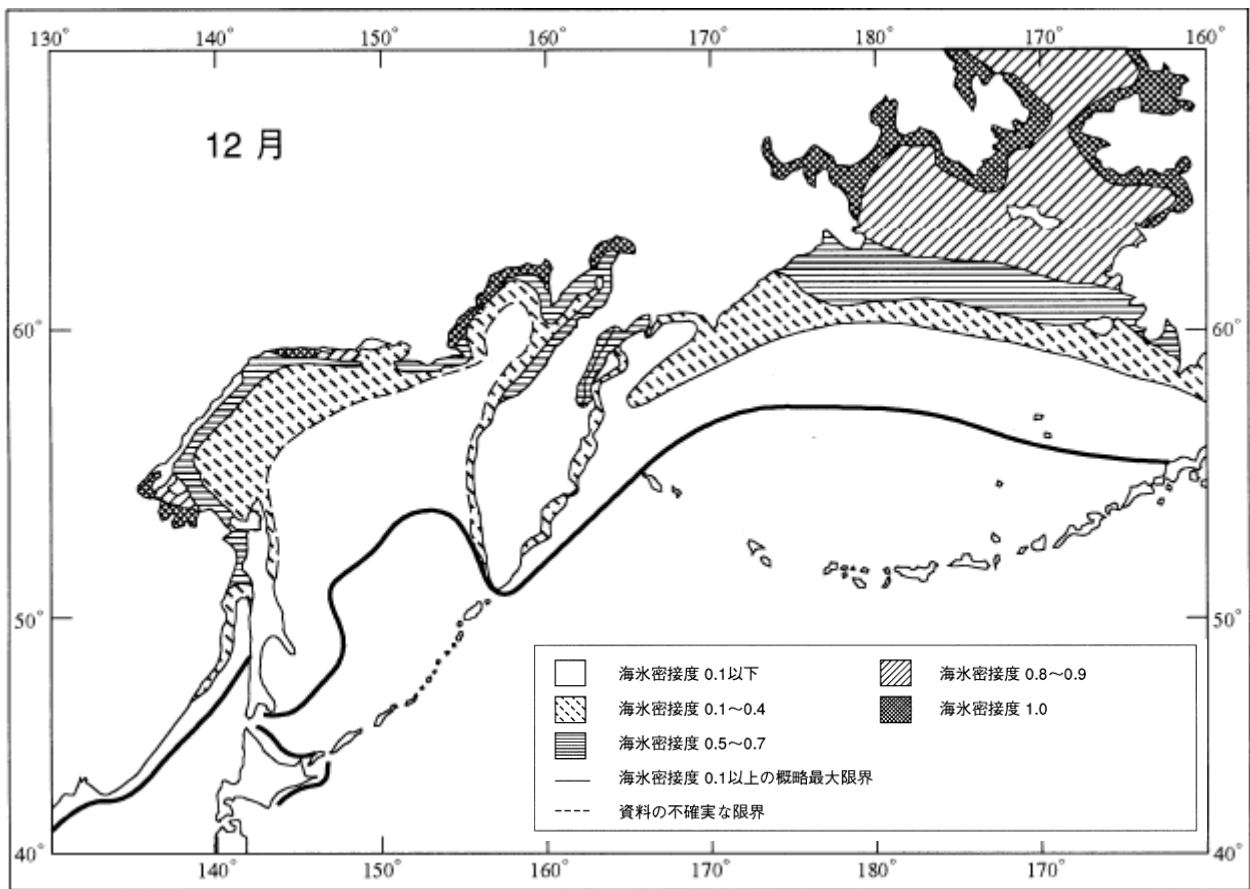 130° 140° 150° 160° 170° 180° 170° 160°
12 月
60° 60°
50° 50°
海氷密接度 0.1以下
海氷密接度 0.8～0.9
海氷密接度 0.1～0.4
海氷密接度 1.0
海氷密接度 0.5～0.7
海氷密接度 0.1以上の概略最大限界
資料の不確実な限界
40° 40°
140° 150° 160° 170° 180° 170°